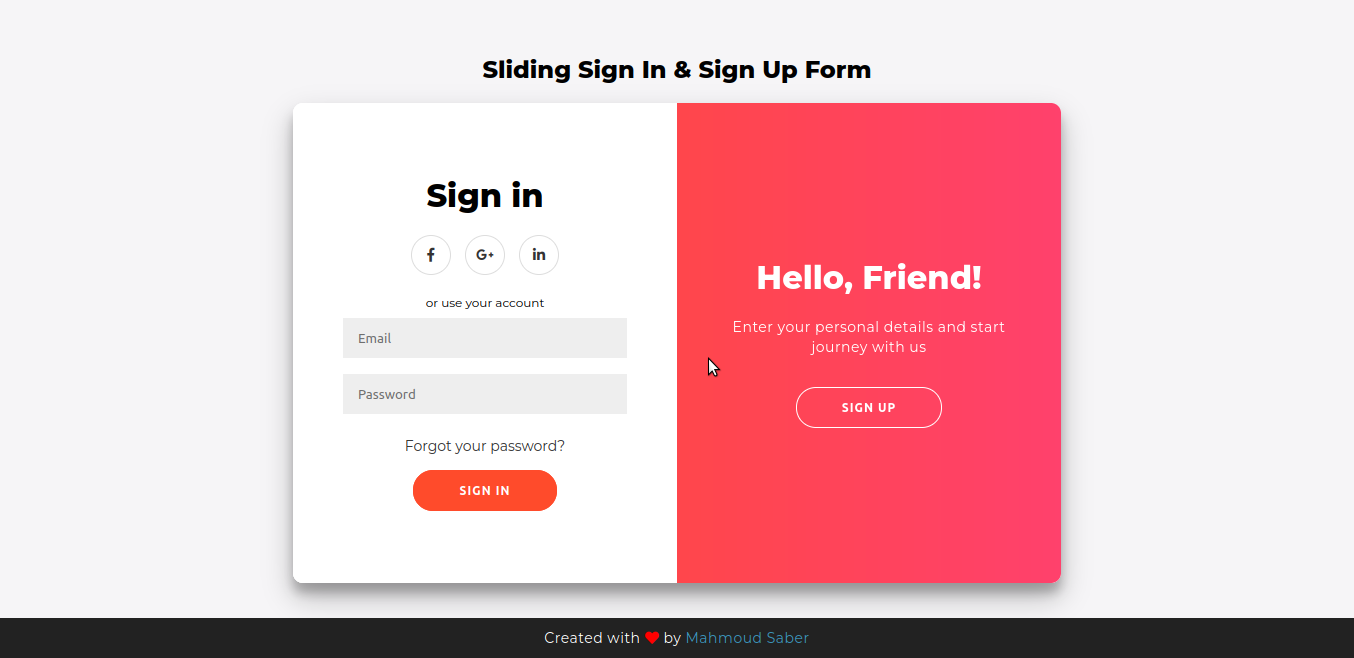 Sliding Sign In & Sign Up Form
Sign in
f
G+
in
or use your account
Email
Password
Forgot your password?
SIGN IN
Hello, Friend!
Enter your personal details and start
journey with us
SIGN UP
Created with ❤ by Mahmoud Saber